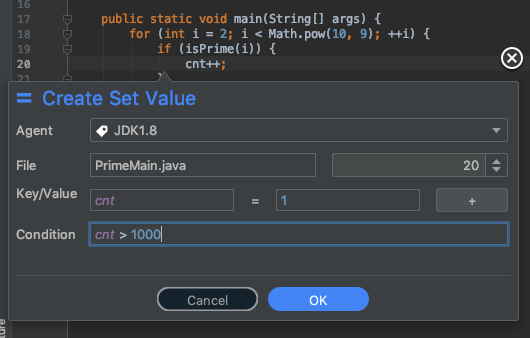 16
17 public static void main(String[] args) {
18 for (int i = 2; i < Math.pow(10, 9); ++i) {
19 if (isPrime(i)) {
20 cnt++;
21 }
= Create Set Value
Agent JDK1.8
File PrimeMain.java 20
Key/Value cnt = 1 +
Condition cnt > 1000
Cancel OK